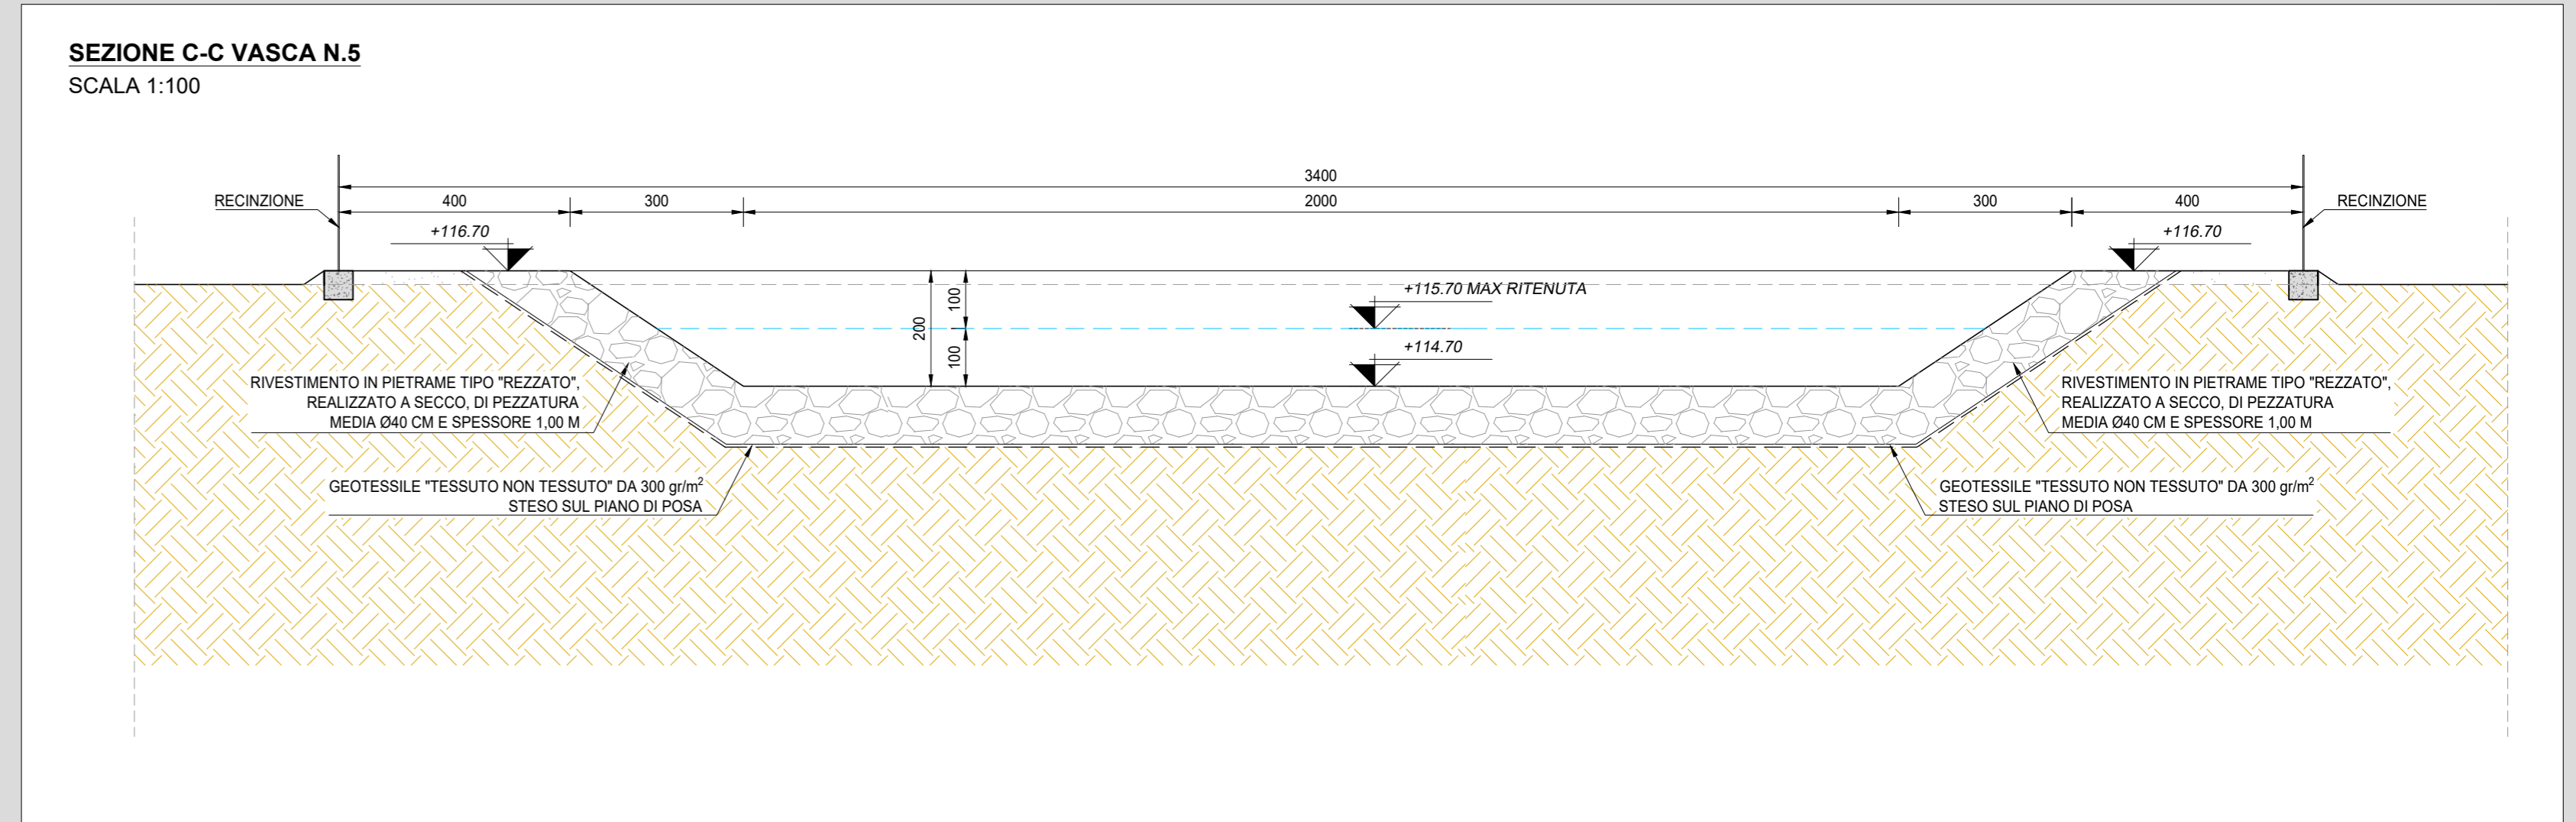 SEZIONE C-C VASCA N.5
SCALA 1:100
3400
RECINZIONE
400
300
2000
300
400
RECINZIONE
+116.70
+116.70
200
100
100
+115.70 MAX RITENUTA
+114.70
RIVESTIMENTO IN PIETRAME TIPO "REZZATO",
REALIZZATO A SECCO, DI PEZZATURA
MEDIA Ø40 CM E SPESSORE 1,00 M
RIVESTIMENTO IN PIETRAME TIPO "REZZATO",
REALIZZATO A SECCO, DI PEZZATURA
MEDIA Ø40 CM E SPESSORE 1,00 M
GEOTESSILE "TESSUTO NON TESSUTO" DA 300 gr/m²
STESO SUL PIANO DI POSA
GEOTESSILE "TESSUTO NON TESSUTO" DA 300 gr/m²
STESO SUL PIANO DI POSA